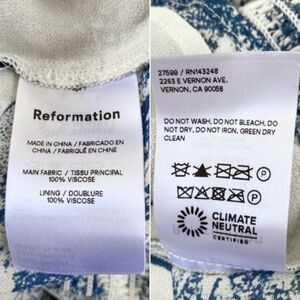 Reformation
MADE IN
CHINA / FABRICADO EN
CHINA / FABRIQUÉ EN CHINE
MAIN FABRIC / TISSU PRINCIPAL
100% VISCOSE
LINING / DOUBLURE
100% VISCOSE
27599 / RN143248
2263 E VERNON AVE.
VERNON, CA 90058
DO NOT WASH, DO NOT BLEACH, DO
NOT DRY, DO NOT IRON, GREEN DRY
CLEAN
P
P
CLIMATE
NEUTRAL
CERTIFIED